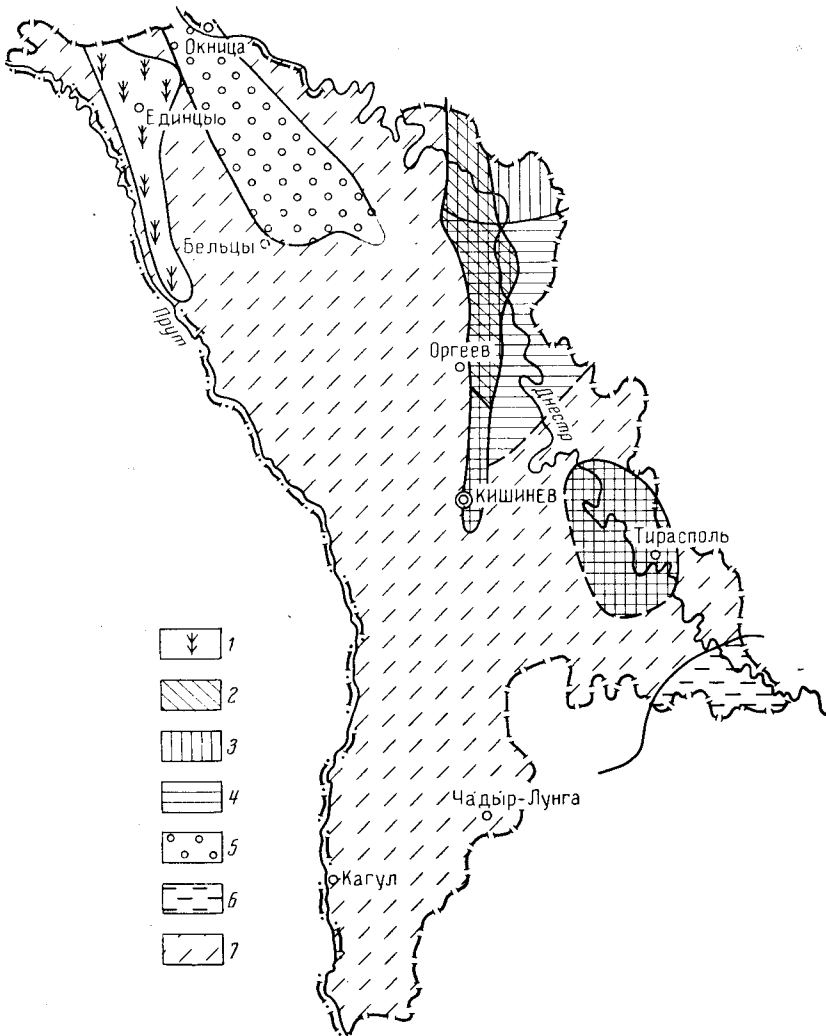 Окница
Единцы
Бельцы
Прут
Оргеев
Днестр
КИШИНЕВ
Тирасполь
1
2
3
4
5
6
7
Чадыр-Лунга
Кагул